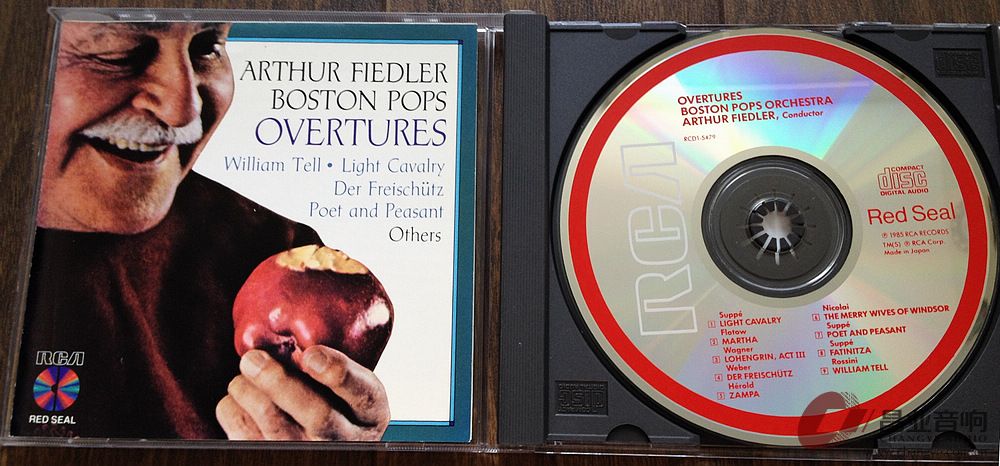 ARTHUR FIEDLER
BOSTON POPS
OVERTURES
William Tell • Light Cavalry
Der Freischütz
Poet and Peasant
Others
RCA
RED SEAL
OVERTURES
BOSTON POPS ORCHESTRA
ARTHUR FIEDLER, Conductor
RCD1-5479
RCA
COMPACT
disc
DIGITAL AUDIO
Red Seal
℗ 1985 RCA RECORDS
TM(S) ® RCA Corp.
Made in Japan
Suppé
1 LIGHT CAVALRY
Flotow
2 MARTHA
Wagner
3 LOHENGRIN, ACT III
Weber
4 DER FREISCHÜTZ
Hérold
5 ZAMPA
Nicolai
6 THE MERRY WIVES OF WINDSOR
Suppé
7 POET AND PEASANT
Suppé
8 FATINITZA
Rossini
9 WILLIAM TELL
音响